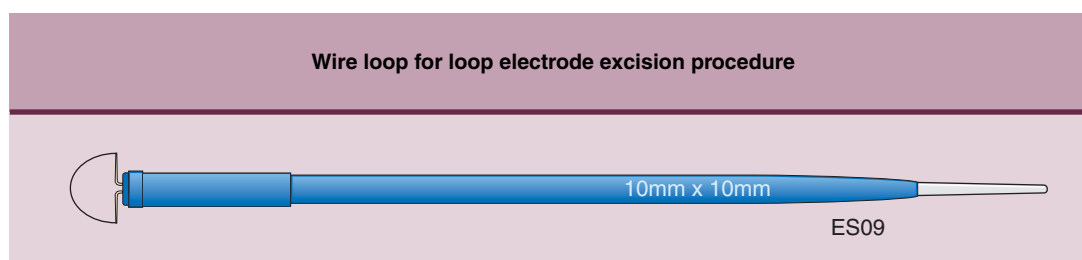 Wire loop for loop electrode excision procedure
10mm x 10mm
ES09